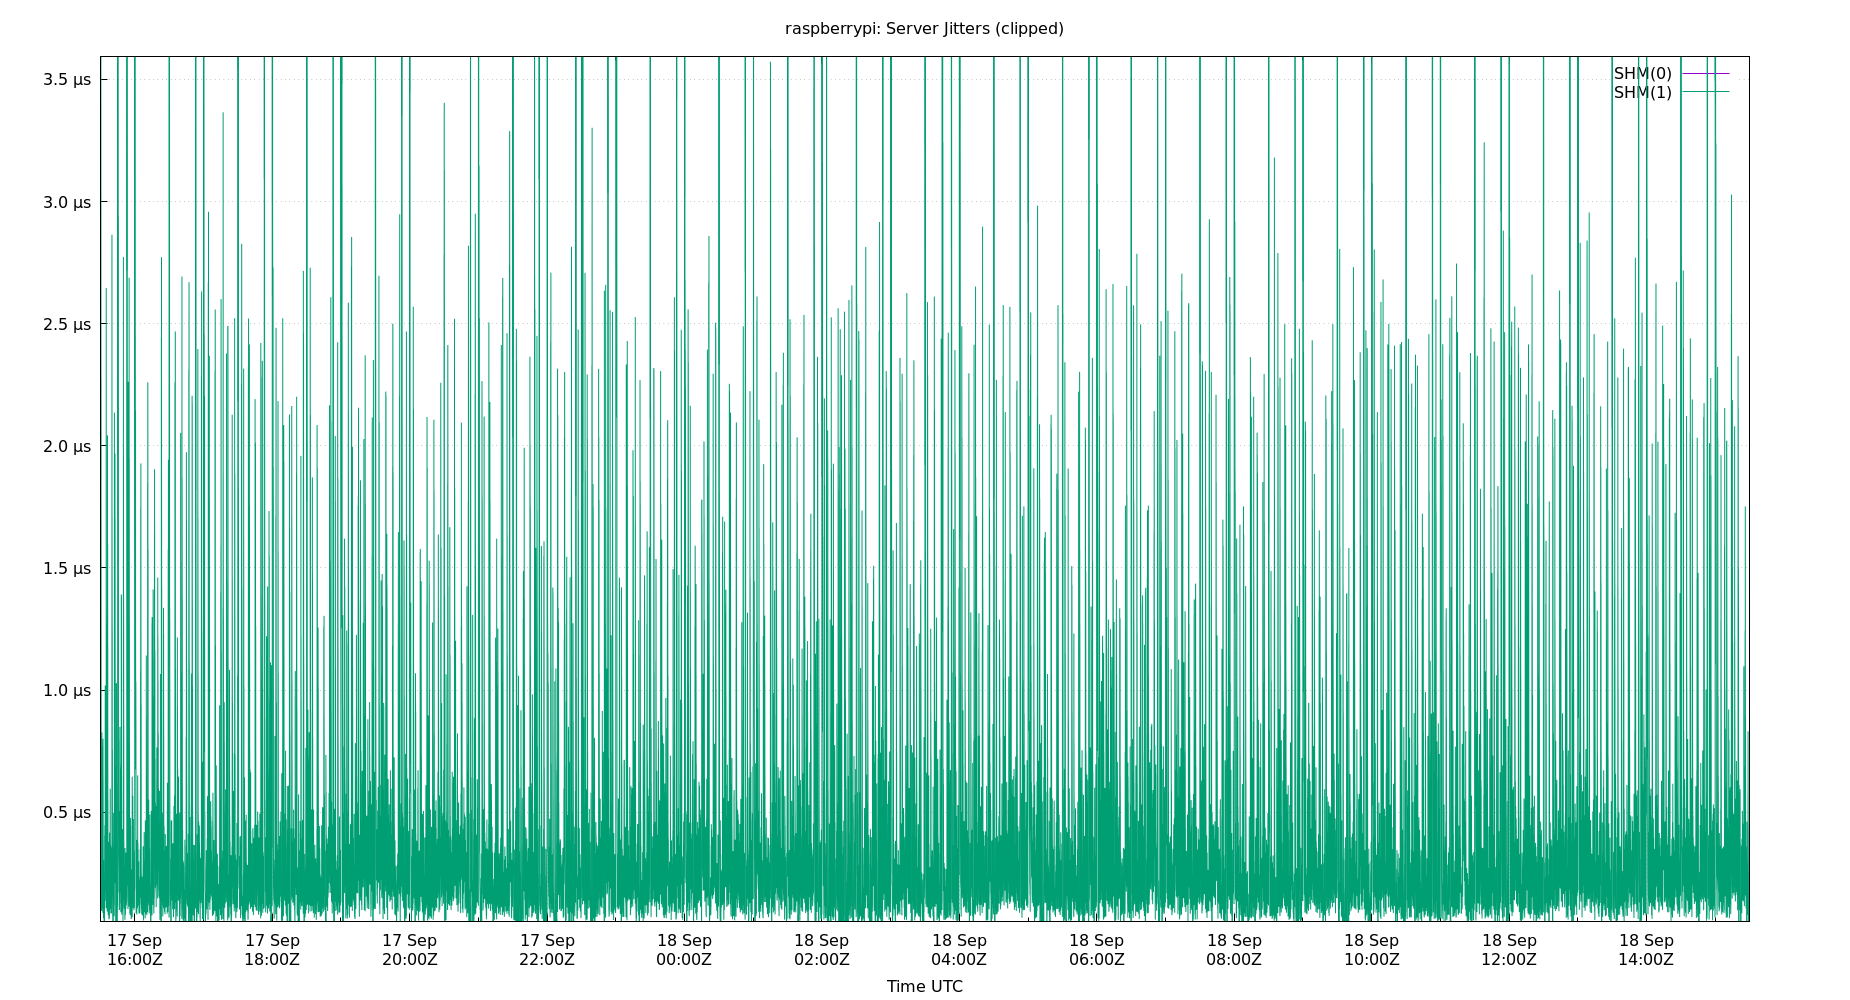 raspberrypi: Server Jitters (clipped)
3.5 µs
3.0 µs
2.5 µs
2.0 µs
1.5 µs
1.0 µs
0.5 µs
SHM(0)
SHM(1)
17 Sep 17 Sep 17 Sep 17 Sep 18 Sep 18 Sep 18 Sep 18 Sep 18 Sep 18 Sep 18 Sep 18 Sep
16:00Z 18:00Z 20:00Z 22:00Z 00:00Z 02:00Z 04:00Z 06:00Z 08:00Z 10:00Z 12:00Z 14:00Z
Time UTC